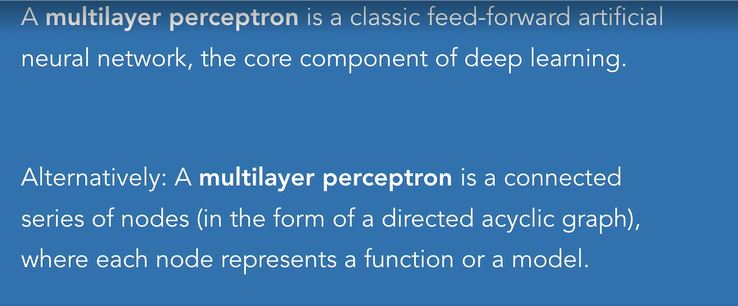 A multilayer perceptron is a classic feed-forward artificial
neural network, the core component of deep learning.
Alternatively: A multilayer perceptron is a connected
series of nodes (in the form of a directed acyclic graph),
where each node represents a function or a model.